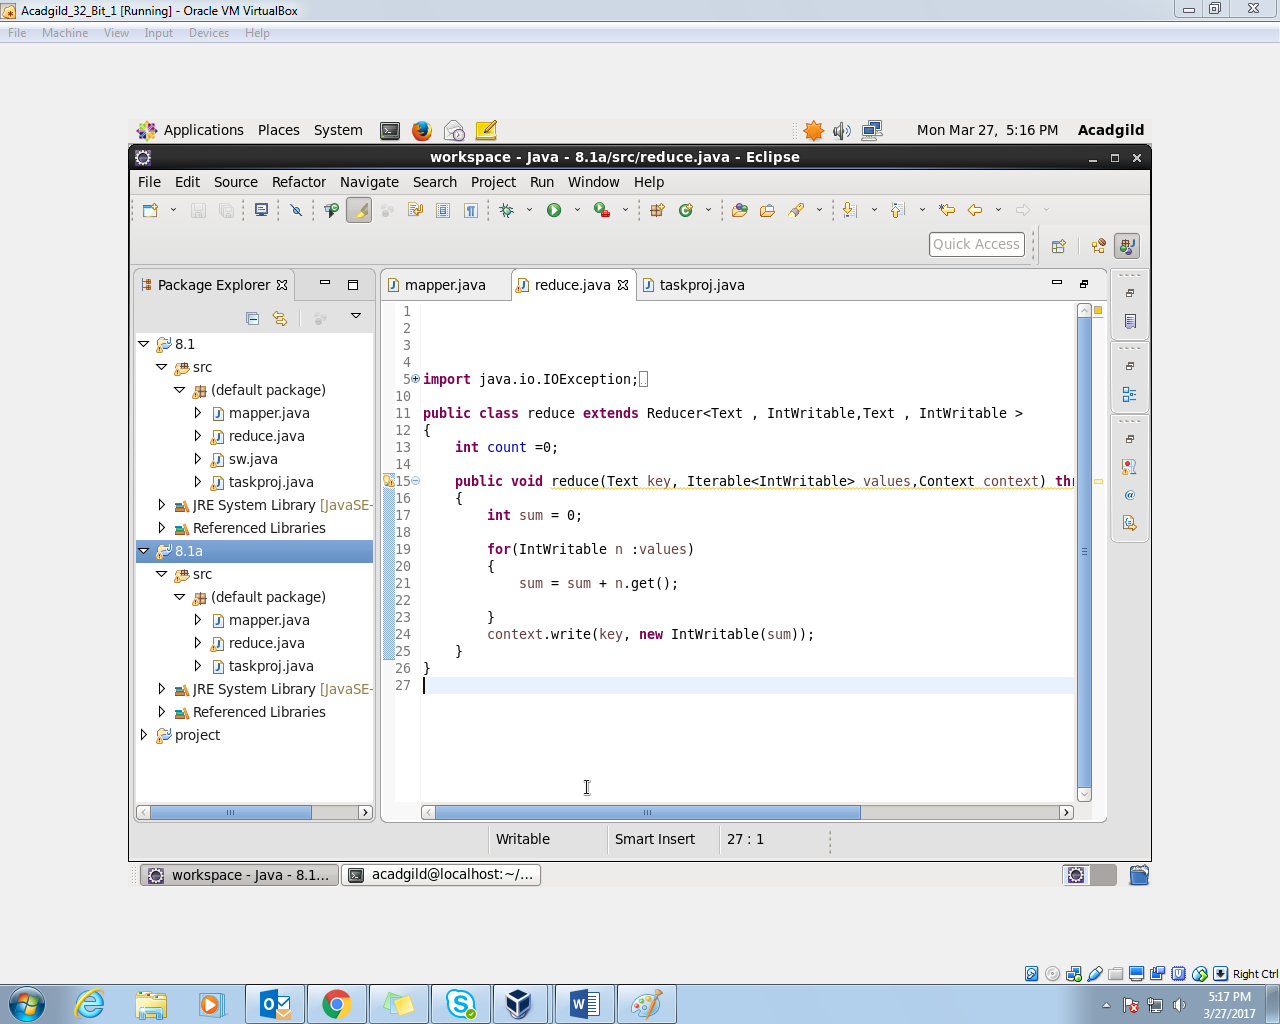 Acadgild_32_Bit_1 [Running] - Oracle VM VirtualBox
File Machine View Input Devices Help
Applications Places System Mon Mar 27, 5:16 PM Acadgild
workspace - Java - 8.1a/src/reduce.java - Eclipse
File Edit Source Refactor Navigate Search Project Run Window Help
Quick Access
Package Explorer
mapper.java reduce.java taskproj.java
8.1
src
(default package)
mapper.java
reduce.java
sw.java
taskproj.java
JRE System Library [JavaSE-
Referenced Libraries
8.1a
src
(default package)
mapper.java
reduce.java
taskproj.java
JRE System Library [JavaSE-
Referenced Libraries
project
1
2
3
4
5 import java.io.IOException;
10
11 public class reduce extends Reducer<Text , IntWritable,Text , IntWritable >
12 {
13 int count =0;
14
15 public void reduce(Text key, Iterable<IntWritable> values,Context context) thr
16 {
17 int sum = 0;
18
19 for(IntWritable n :values)
20 {
21 sum = sum + n.get();
22
23 }
24 context.write(key, new IntWritable(sum));
25 }
26 }
27
Writable Smart Insert 27 : 1
workspace - Java - 8.1... acadgild@localhost:~/...
Right Ctrl
5:17 PM
3/27/2017